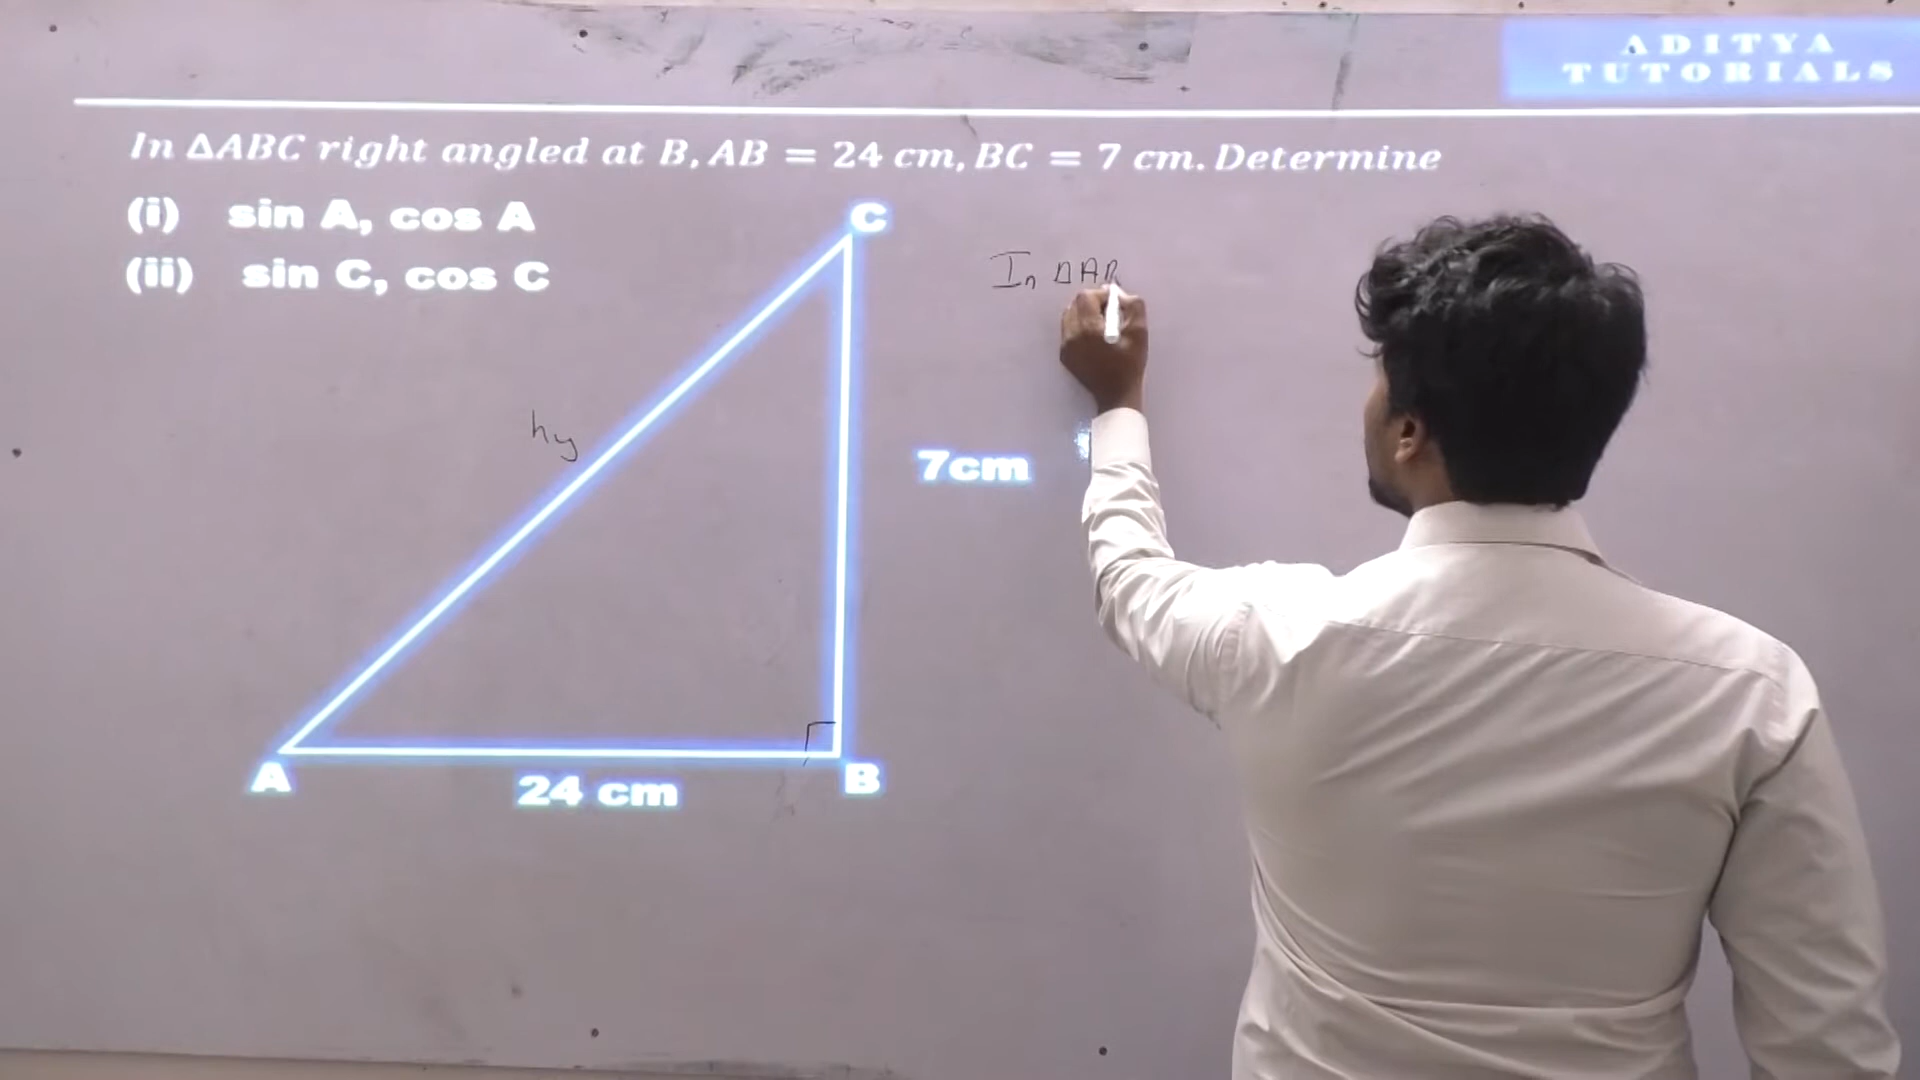 ADITYA
TUTORIALS
In ΔABC right angled at B, AB = 24 cm, BC = 7 cm. Determine
(i) sin A, cos A
(ii) sin C, cos C
C
In ΔAB
hy
7cm
A
24 cm
B